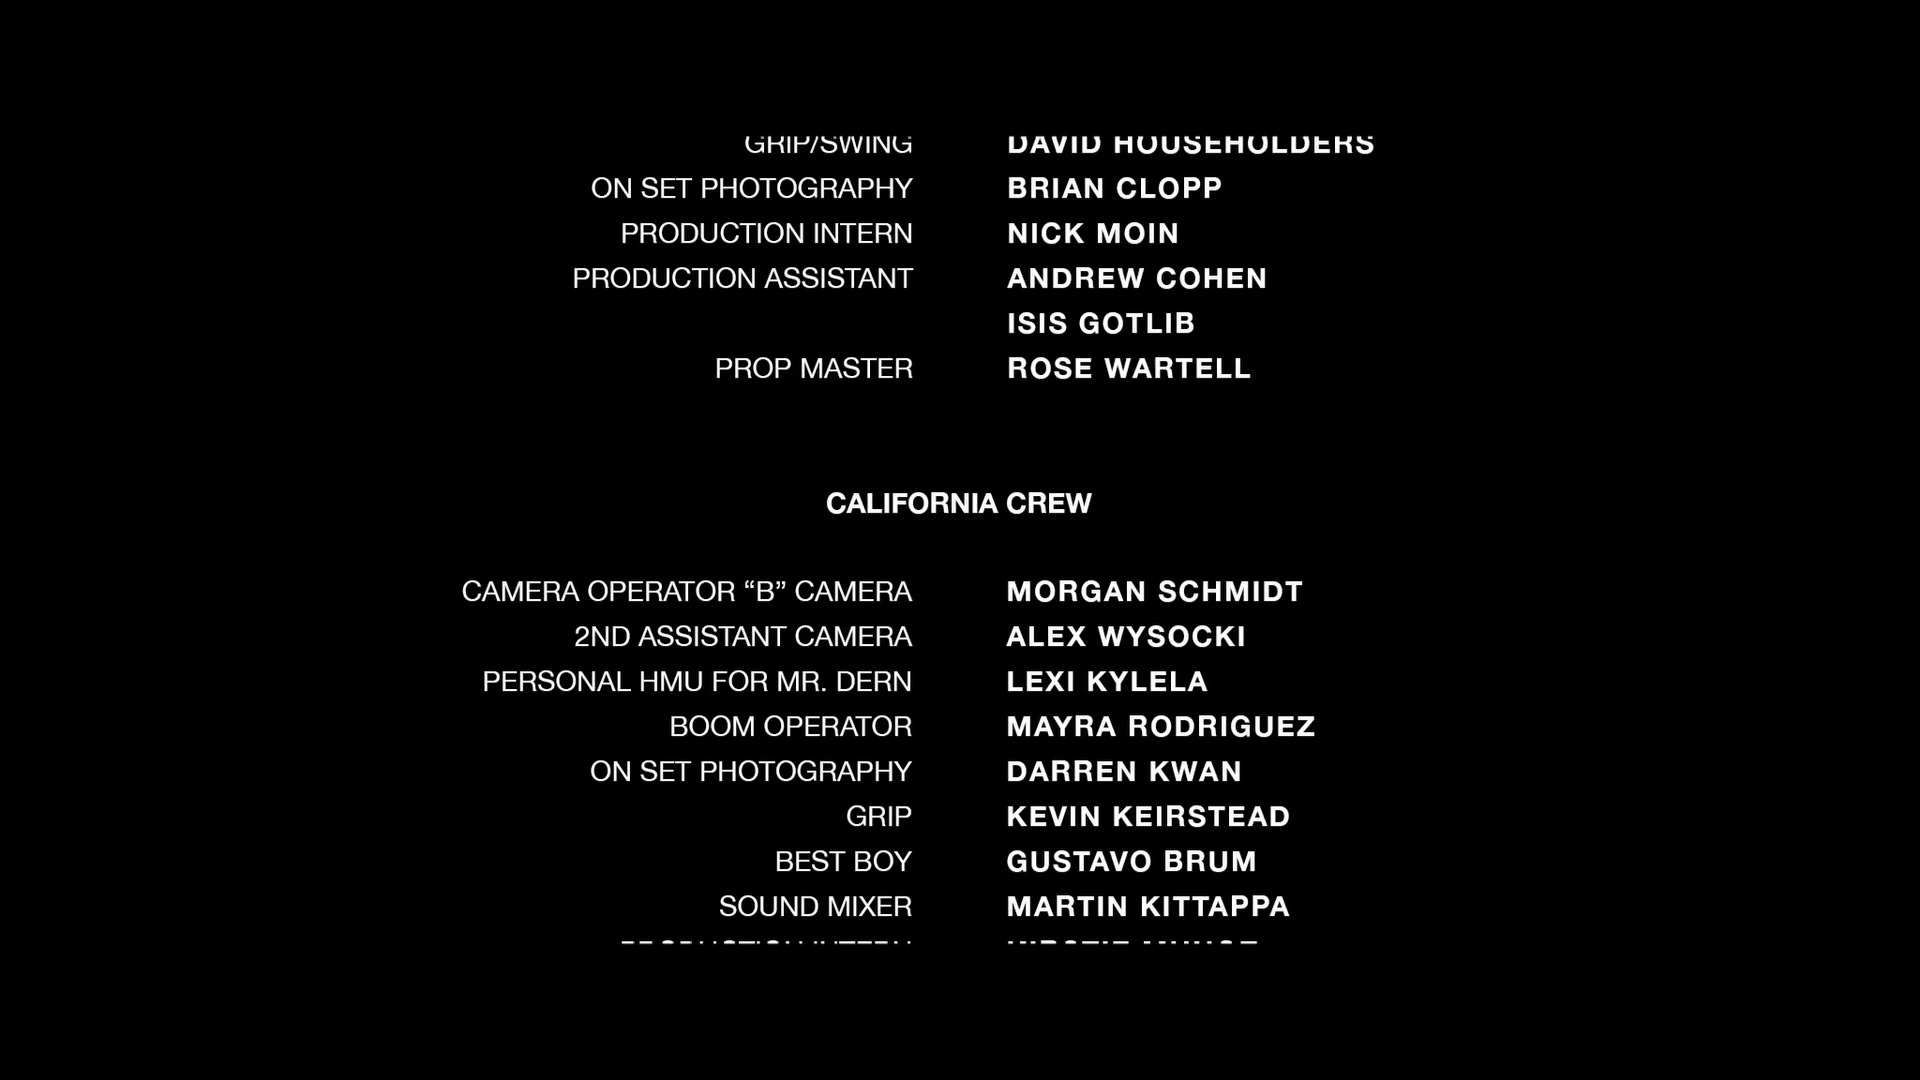 GRIP/SWING DAVID HOUSEHOLDERS
ON SET PHOTOGRAPHY BRIAN CLOPP
PRODUCTION INTERN NICK MOIN
PRODUCTION ASSISTANT ANDREW COHEN
ISIS GOTLIB
PROP MASTER ROSE WARTELL
CALIFORNIA CREW
CAMERA OPERATOR “B” CAMERA MORGAN SCHMIDT
2ND ASSISTANT CAMERA ALEX WYSOCKI
PERSONAL HMU FOR MR. DERN LEXI KYLELA
BOOM OPERATOR MAYRA RODRIGUEZ
ON SET PHOTOGRAPHY DARREN KWAN
GRIP KEVIN KEIRSTEAD
BEST BOY GUSTAVO BRUM
SOUND MIXER MARTIN KITTAPPA
PRODUCTION INTERN